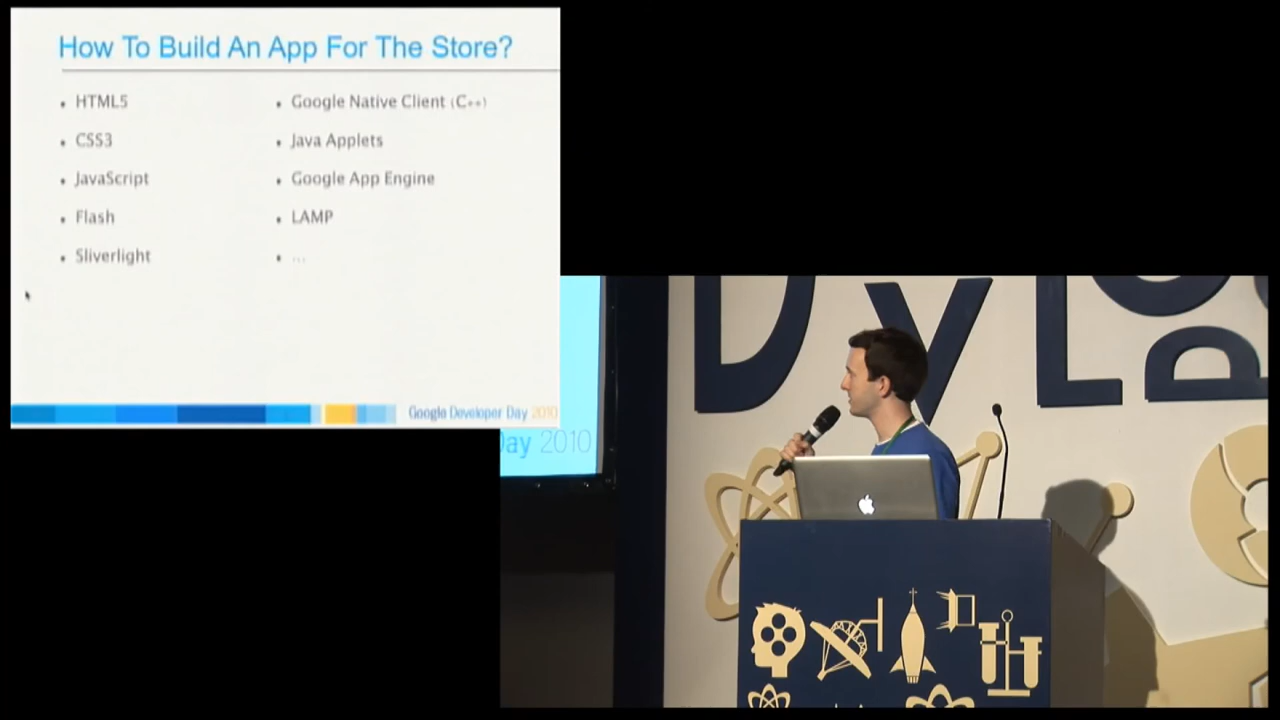 How To Build An App For The Store?
HTML5
CSS3
JavaScript
Flash
Sliverlight
Google Native Client (C++)
Java Applets
Google App Engine
LAMP
...
Google Developer Day 2010
Day 2010